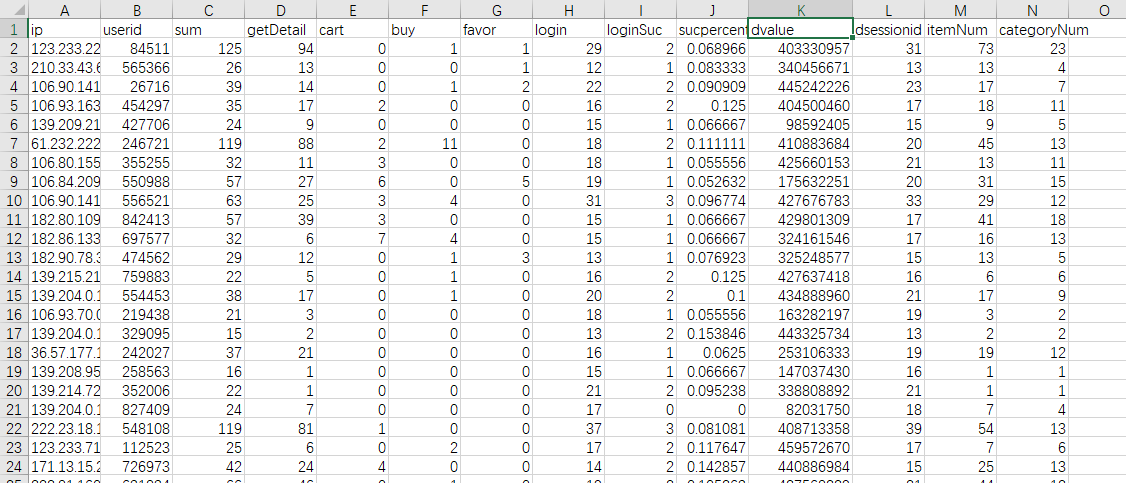 A B C D E F G H I J K L M N O
1 ip userid sum getDetail cart buy favor login loginSuc sucpercent dvalue dsessionid itemNum categoryNum
2 123.233.22 84511 125 94 0 1 1 29 2 0.068966 403330957 31 73 23
3 210.33.43.6 565366 26 13 0 0 1 12 1 0.083333 340456671 13 13 4
4 106.90.141 26716 39 14 0 1 2 22 2 0.090909 445242226 23 17 7
5 106.93.163 454297 35 17 2 0 0 16 2 0.125 404500460 17 18 11
6 139.209.21 427706 24 9 0 0 0 15 1 0.066667 98592405 15 9 5
7 61.232.222 246721 119 88 2 11 0 18 2 0.111111 410883684 20 45 13
8 106.80.155 355255 32 11 3 0 0 18 1 0.055556 425660153 21 13 11
9 106.84.209 550988 57 27 6 0 5 19 1 0.052632 175632251 20 31 15
10 106.90.141 556521 63 25 3 4 0 31 3 0.096774 427676783 33 29 12
11 182.80.109 842413 57 39 3 0 0 15 1 0.066667 429801309 17 41 18
12 182.86.133 697577 32 6 7 4 0 15 1 0.066667 324161546 17 16 13
13 182.90.78.3 474562 29 12 0 1 3 13 1 0.076923 325248577 15 13 5
14 139.215.21 759883 22 5 0 1 0 16 2 0.125 427637418 16 6 6
15 139.204.0.1 554453 38 17 0 1 0 20 2 0.1 434888960 21 17 9
16 106.93.70.0 219438 21 3 0 0 0 18 1 0.055556 163282197 19 3 2
17 139.204.0.1 329095 15 2 0 0 0 13 2 0.153846 443325734 13 2 2
18 36.57.177.1 242027 37 21 0 0 0 16 1 0.0625 253106333 19 19 12
19 139.208.95 258563 16 1 0 0 0 15 1 0.066667 147037430 16 1 1
20 139.214.72 352006 22 1 0 0 0 21 2 0.095238 338808892 21 1 1
21 139.204.0.1 827409 24 7 0 0 0 17 0 0 82031750 18 7 4
22 222.23.18.1 548108 119 81 1 0 0 37 3 0.081081 408713358 39 54 13
23 123.233.71 112523 25 6 0 2 0 17 2 0.117647 459572670 17 7 6
24 171.13.15.2 726973 42 24 4 0 0 14 2 0.142857 440886984 15 25 13